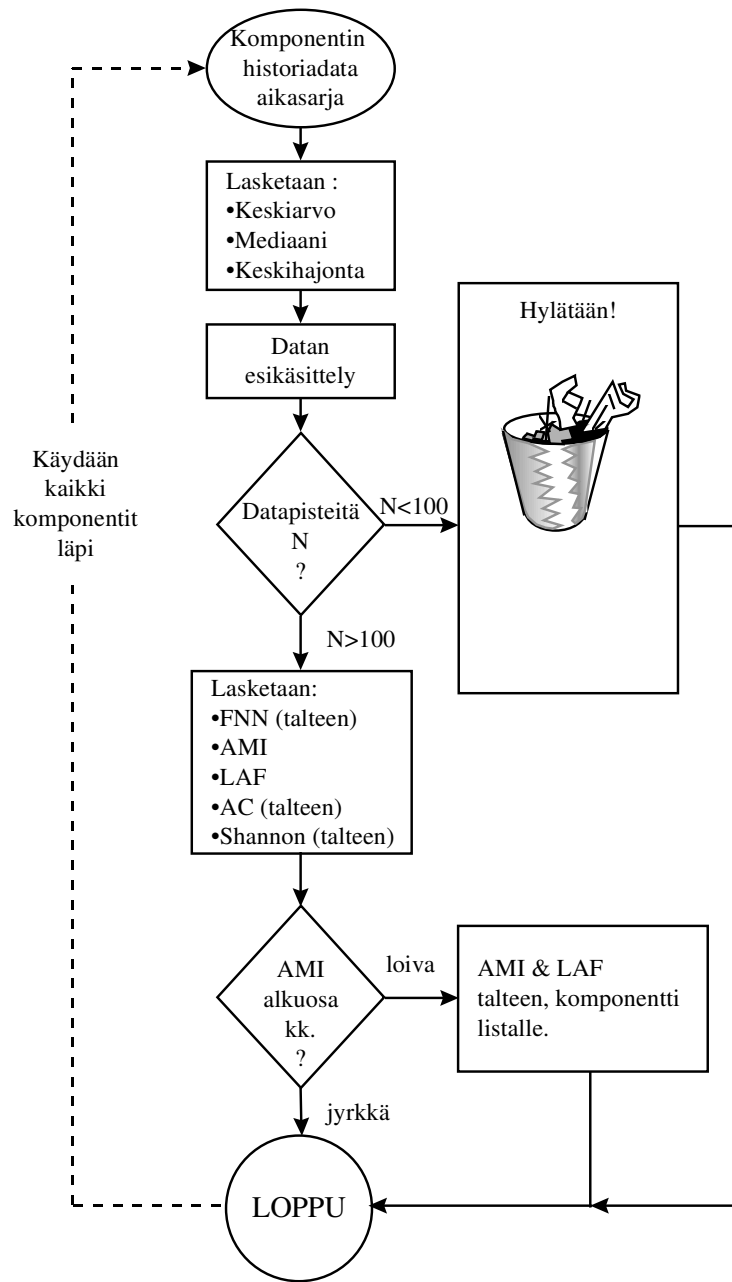 Komponentin
historiadata
aikasarja
Lasketaan :
•Keskiarvo
•Mediaani
•Keskihajonta
Datan
esikäsittely
Hylätään!
Käydään
kaikki
komponentit
läpi
Datapisteitä
N
?
N<100
N>100
Lasketaan:
•FNN (talteen)
•AMI
•LAF
•AC (talteen)
•Shannon (talteen)
AMI
alkuosa
kk.
?
loiva
AMI & LAF
talteen, komponentti
listalle.
jyrkkä
LOPPU